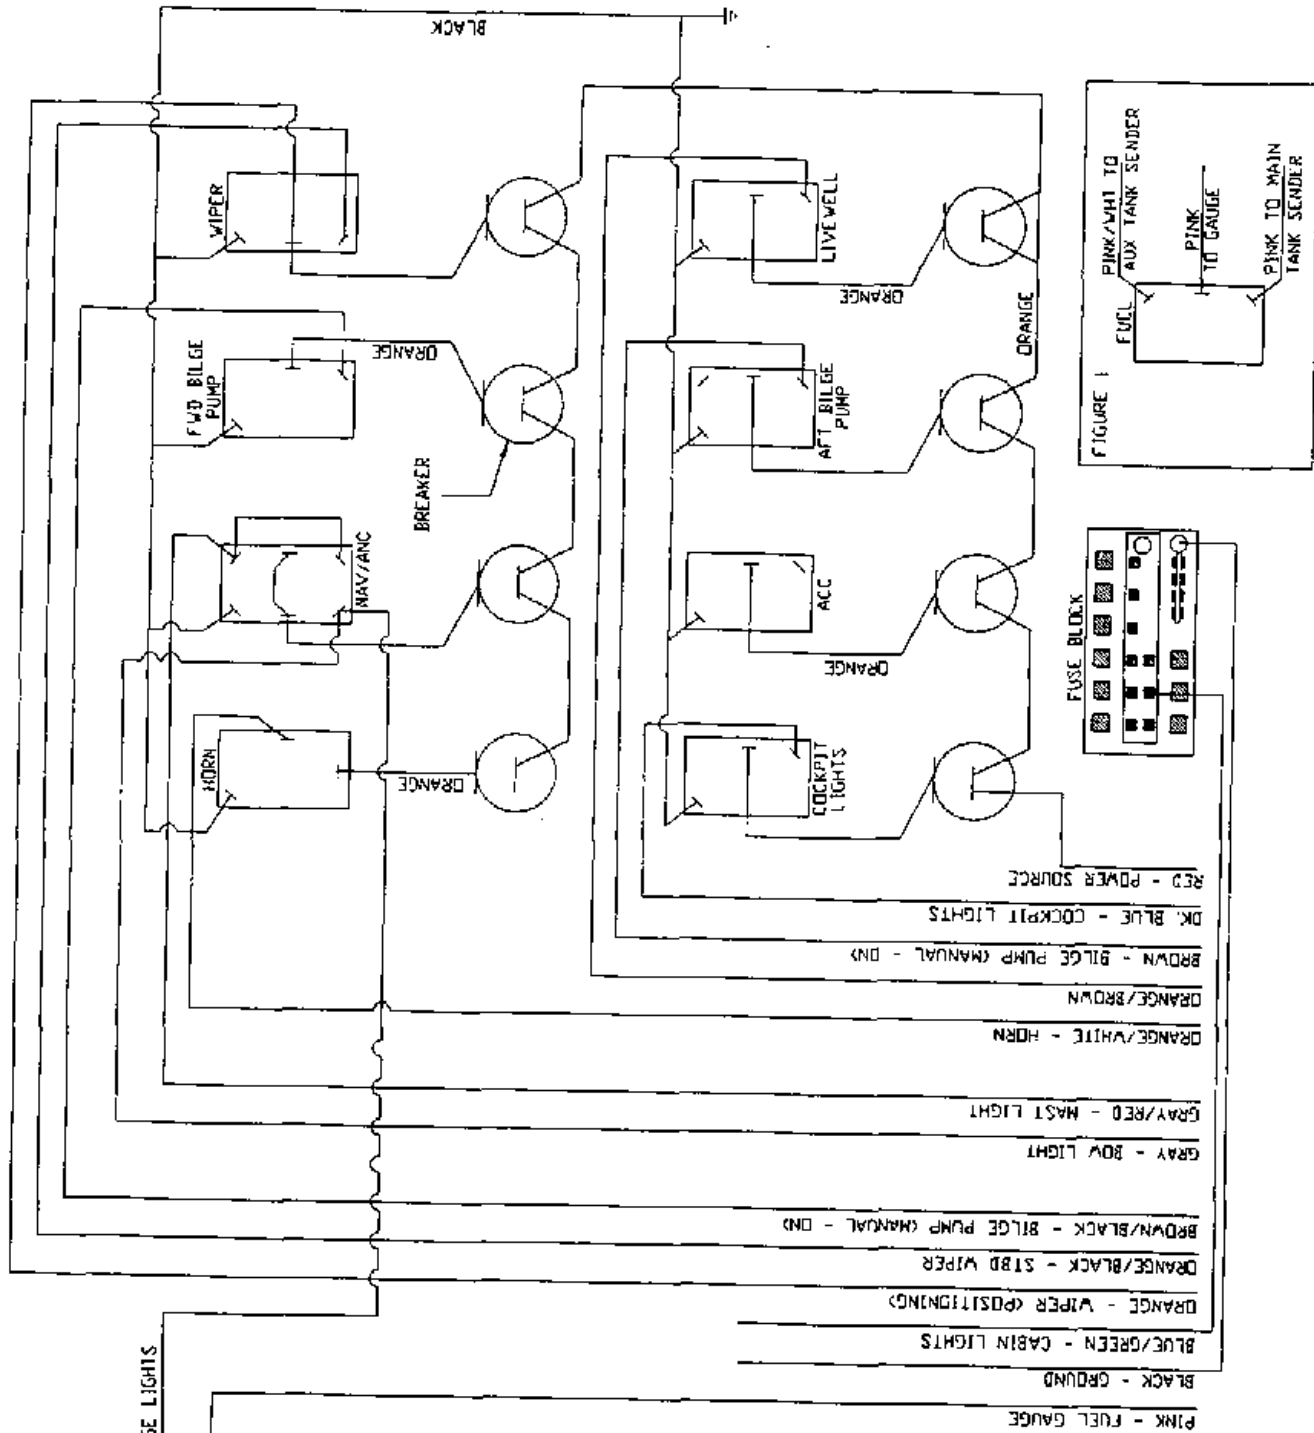 BLACK
WIPER
FWD BILGE
PUMP
NAV/ANC
HORN
ORANGE
BREAKER
ORANGE
LIVEWELL
ORANGE
AFT BILGE
PUMP
ORANGE
ACC
ORANGE
COCKPIT
LIGHTS
FIGURE 1
PINK/WHT TO
AUX TANK SENDER
FUEL
PINK
TO GAUGE
PINK TO MAIN
TANK SENDER
FUSE BLOCK
RED - POWER SOURCE
DK. BLUE - COCKPIT LIGHTS
BROWN - BILGE PUMP (MANUAL - ON)
ORANGE/BROWN
ORANGE/WHITE - HORN
GRAY/RED - MAST LIGHT
GRAY - BOW LIGHT
BROWN/BLACK - BILGE PUMP (MANUAL - ON)
ORANGE/BLACK - STBD WIPER
ORANGE - WIPER (POSITIONING)
BLUE/GREEN - CABIN LIGHTS
BLACK - GROUND
PINK - FUEL GAUGE
GE LIGHTS